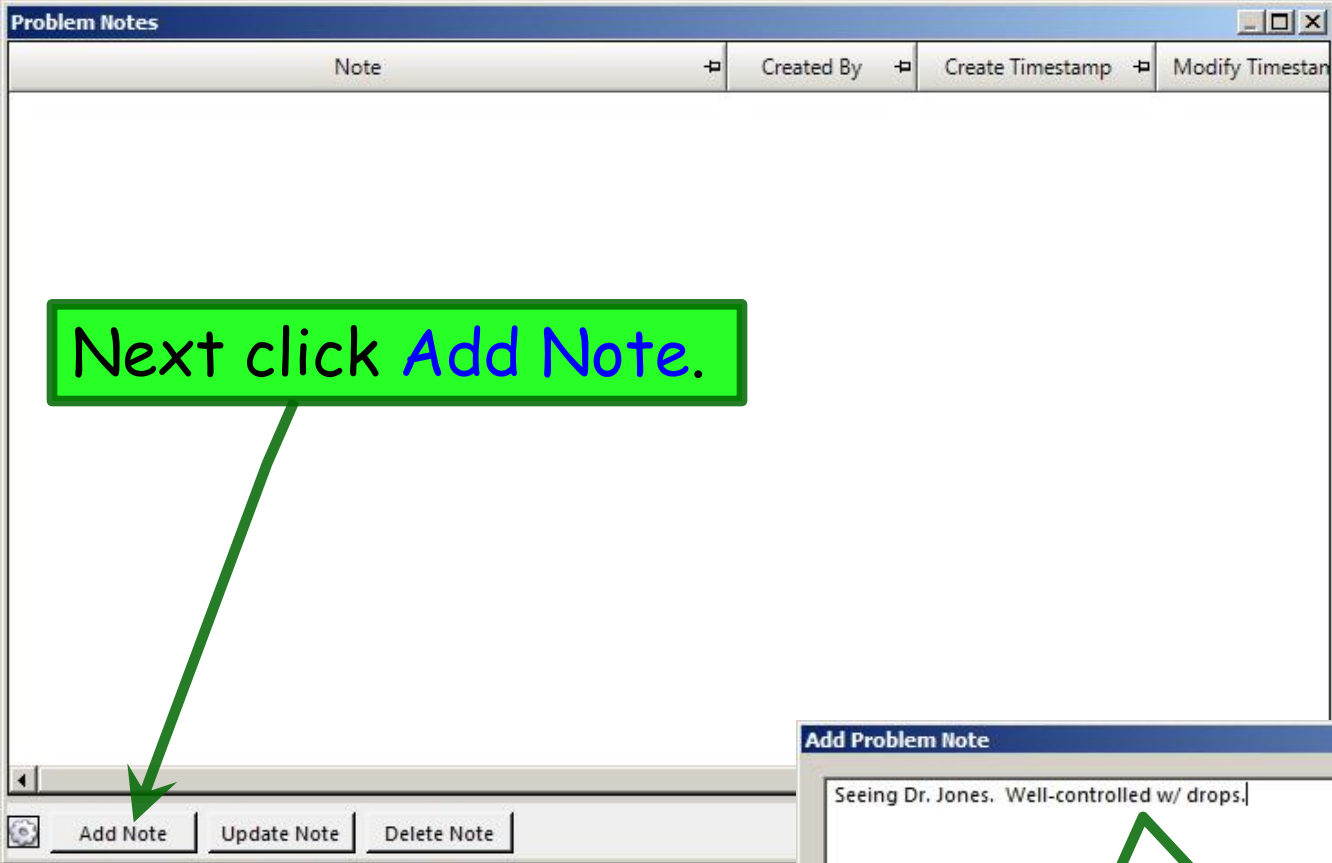 Problem Notes
Note Created By Create Timestamp Modify Timestam
Next click Add Note.
Add Problem Note
Seeing Dr. Jones.  Well-controlled w/ drops.
Add Note Update Note Delete Note